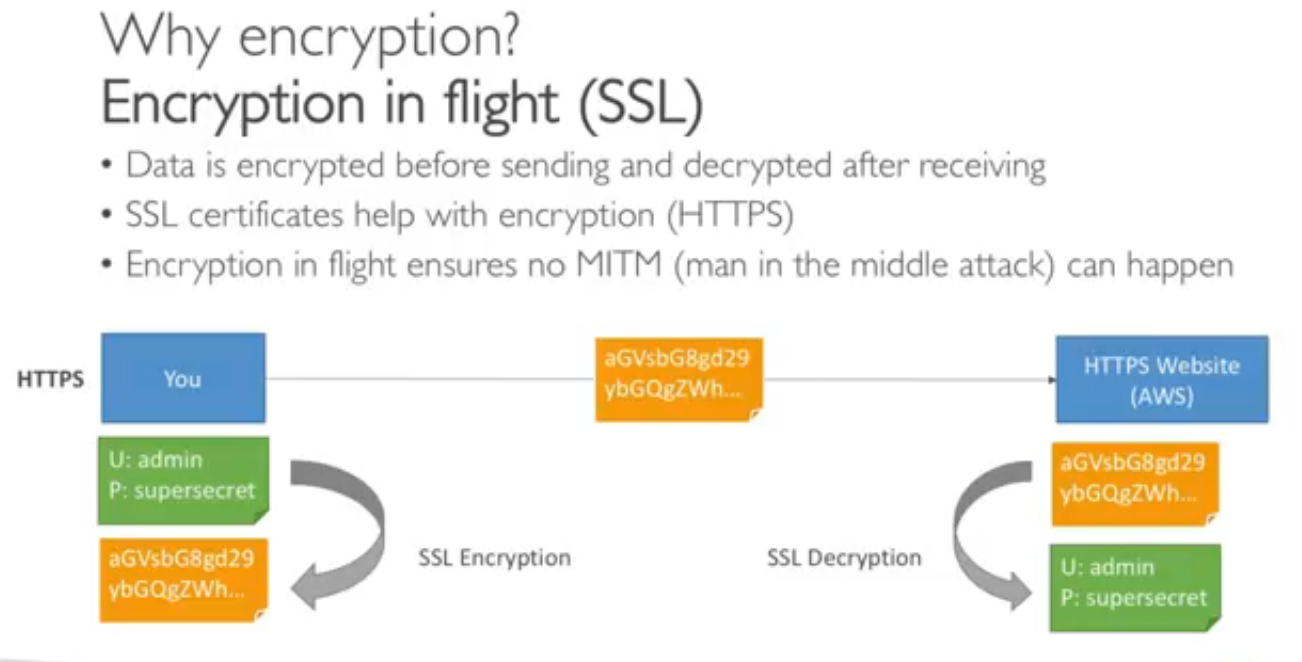 Why encryption?
Encryption in flight (SSL)
• Data is encrypted before sending and decrypted after receiving
• SSL certificates help with encryption (HTTPS)
• Encryption in flight ensures no MITM (man in the middle attack) can happen
HTTPS
You
aGVsbG8gd29
ybGQgZWh...
HTTPS Website
(AWS)
U: admin
P: supersecret
aGVsbG8gd29
ybGQgZWh...
SSL Encryption
SSL Decryption
aGVsbG8gd29
ybGQgZWh...
U: admin
P: supersecret